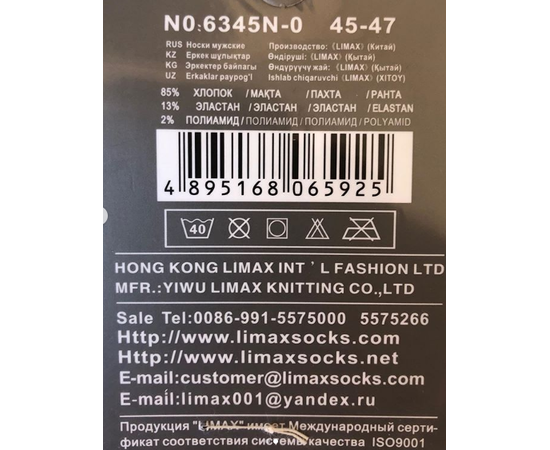 NO:6345N-0 45-47
RUS Носки мужские Производство:《LIMAX》(Китай)
KZ Еркек шұлыктар Өндіруші:《LIMAX》(Қытай)
KG Эркектер байпагы Өндүрүүчү жай:《LIMAX》(Қытай)
UZ Erkaklar paypog'l Ishlab chiqaruvchi《LIMAX》(XITOY)
85% ХЛОПОК /МАҚТА /ПАХТА /PAHTA
13% ЭЛАСТАН /ЭЛАСТАН /ЭЛАСТАН /ELASTAN
2% ПОЛИАМИД/ПОЛИАМИД /ПОЛИАМИД/POLYAMID
4 895168 065925
40
HONG KONG LIMAX INT'L FASHION LTD
MFR.:YIWU LIMAX KNITTING CO.,LTD
Sale Tel:0086-991-5575000 5575266
Http://www.limaxsocks.com
Http://www.limaxsocks.net
E-mail:customer@limaxsocks.com
E-mail:limax001@yandex.ru
Продукция "LIMAX" имеет Международный серти-
фикат соответствия системы качества ISO9001